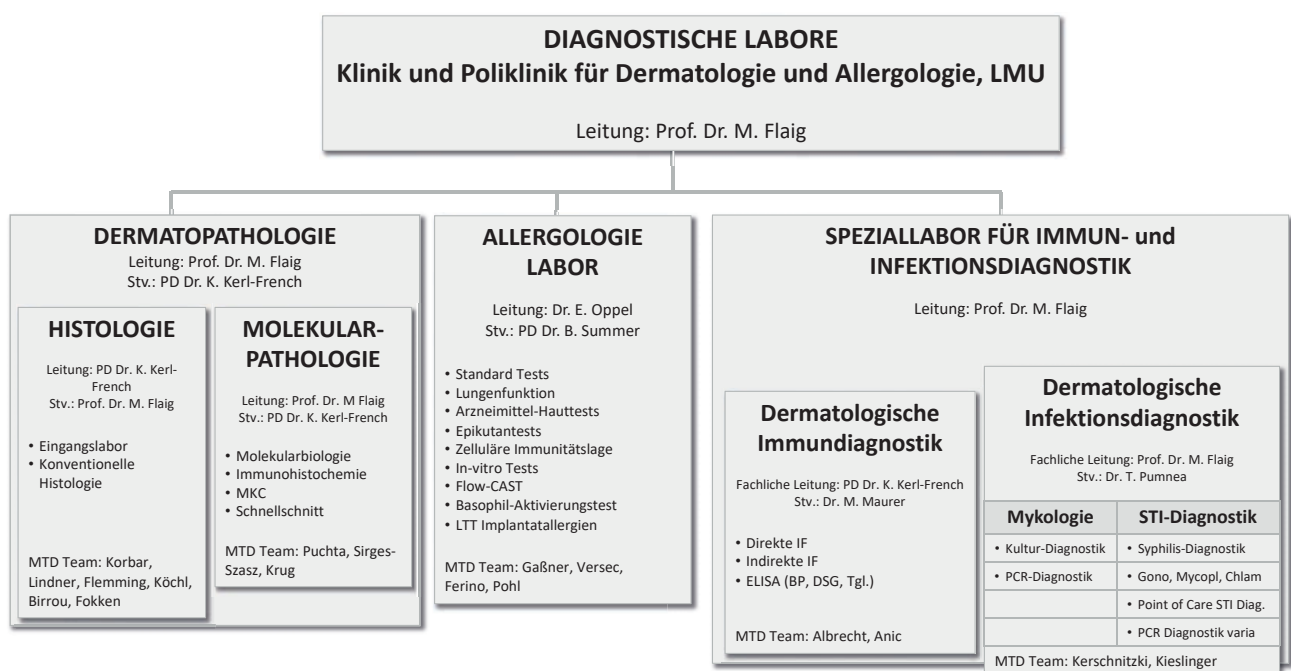 DIAGNOSTISCHE LABORE
Klinik und Poliklinik für Dermatologie und Allergologie, LMU
Leitung: Prof. Dr. M. Flaig
DERMATOPATHOLOGIE
Leitung: Prof. Dr. M. Flaig
Stv.: PD Dr. K. Kerl-French
HISTOLOGIE
Leitung: PD Dr. K. Kerl-
French
Stv.: Prof. Dr. M. Flaig
• Eingangslabor
• Konventionelle
Histologie
MTD Team: Korbar,
Lindner, Flemming, Köchl,
Birrou, Fokken
MOLEKULAR-
PATHOLOGIE
Leitung: Prof. Dr. M Flaig
Stv.: PD Dr. K. Kerl-French
• Molekularbiologie
• Immunohistochemie
• MKC
• Schnellschnitt
MTD Team: Puchta, Sirges-
Szasz, Krug
ALLERGOLOGIE
LABOR
Leitung: Dr. E. Oppel
Stv.: PD Dr. B. Summer
• Standard Tests
• Lungenfunktion
• Arzneimittel-Hauttests
• Epikutantests
• Zelluläre Immunitätslage
• In-vitro Tests
• Flow-CAST
• Basophil-Aktivierungstest
• LTT Implantatallergien
MTD Team: Gaßner, Versec,
Ferino, Pohl
SPEZIALLABOR FÜR IMMUN- und
INFEKTIONSDIAGNOSTIK
Leitung: Prof. Dr. M. Flaig
Dermatologische
Immundiagnostik
Fachliche Leitung: PD Dr. K. Kerl-French
Stv.: Dr. M. Maurer
• Direkte IF
• Indirekte IF
• ELISA (BP, DSG, Tgl.)
MTD Team: Albrecht, Anic
Dermatologische
Infektionsdiagnostik
Fachliche Leitung: Prof. Dr. M. Flaig
Stv.: Dr. T. Pumnea
Mykologie STI-Diagnostik
• Kultur-Diagnostik • Syphilis-Diagnostik
• PCR-Diagnostik • Gono, Mycopl, Chlam
• Point of Care STI Diag.
• PCR Diagnostik varia
MTD Team: Kerschnitzki, Kieslinger